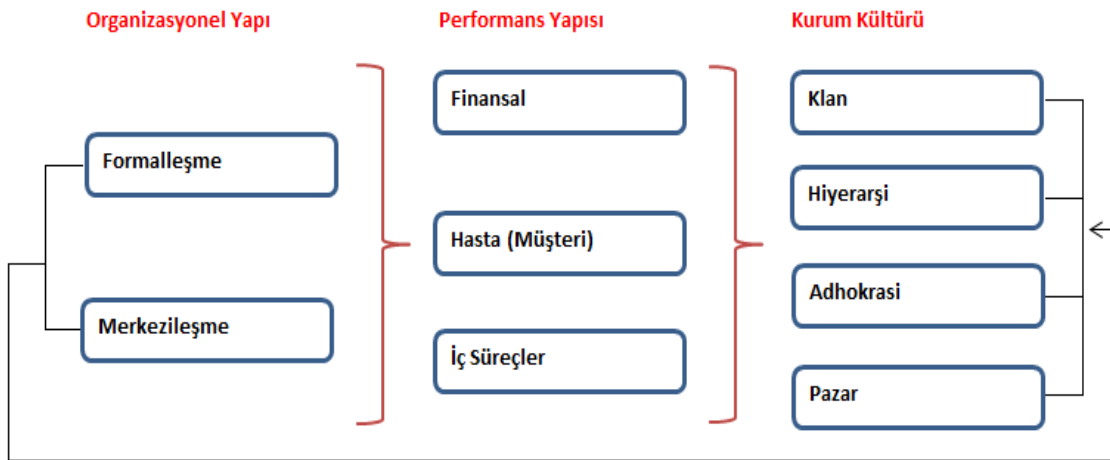 Organizasyonel Yapı
Performans Yapısı
Kurum Kültürü
Formalleşme
Merkezileşme
Finansal
Hasta (Müşteri)
İç Süreçler
Klan
Hiyerarşi
Adhokrasi
Pazar